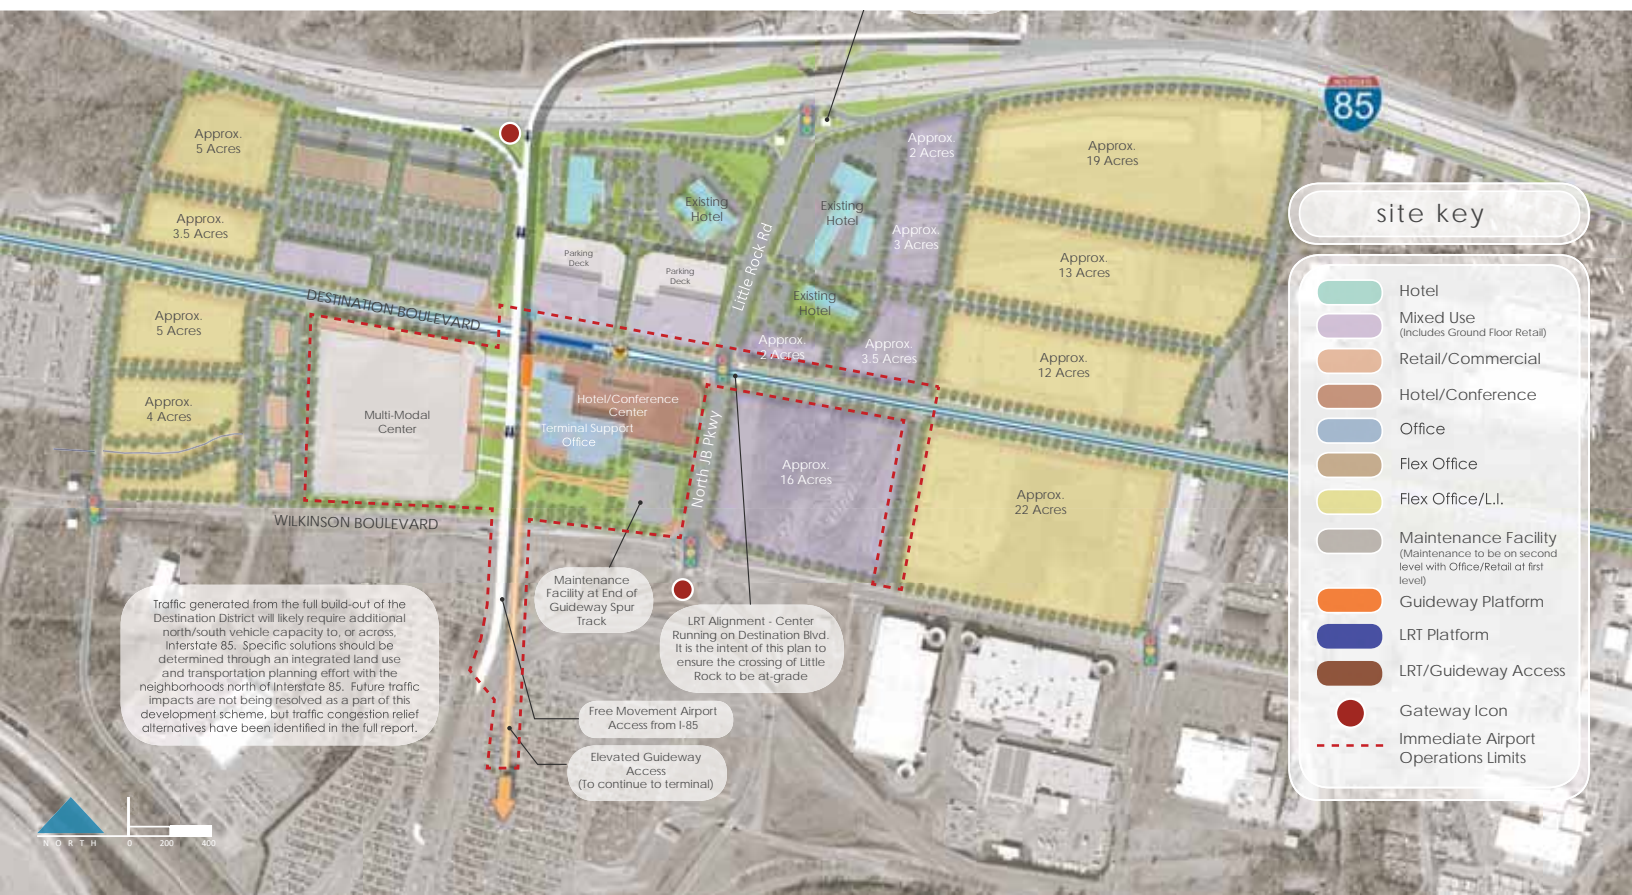 INTERSTATE
85
Approx.
5 Acres
Approx.
3.5 Acres
Approx.
5 Acres
Approx.
4 Acres
DESTINATION BOULEVARD
Multi-Modal
Center
WILKINSON BOULEVARD
Existing
Hotel
Existing
Hotel
Existing
Hotel
Parking
Deck
Parking
Deck
Little Rock Rd
Approx.
2 Acres
Approx.
3 Acres
Approx.
2 Acres
Approx.
3.5 Acres
Approx.
19 Acres
Approx.
13 Acres
Approx.
12 Acres
Approx.
22 Acres
Approx.
16 Acres
Hotel/Conference
Center
Terminal Support
Office
North JB Pkwy
Maintenance
Facility at End of
Guideway Spur
Track
LRT Alignment - Center
Running on Destination Blvd.
It is the intent of this plan to
ensure the crossing of Little
Rock to be at-grade
Free Movement Airport
Access from I-85
Elevated Guideway
Access
(To continue to terminal)
Traffic generated from the full build-out of the
Destination District will likely require additional
north/south vehicle capacity to, or across,
Interstate 85. Specific solutions should be
determined through an integrated land use
and transportation planning effort with the
neighborhoods north of Interstate 85. Future traffic
impacts are not being resolved as a part of this
development scheme, but traffic congestion relief
alternatives have been identified in the full report.
NORTH
0 200 400
site key
Hotel
Mixed Use
(Includes Ground Floor Retail)
Retail/Commercial
Hotel/Conference
Office
Flex Office
Flex Office/L.I.
Maintenance Facility
(Maintenance to be on second
level with Office/Retail at first
level)
Guideway Platform
LRT Platform
LRT/Guideway Access
Gateway Icon
Immediate Airport
Operations Limits